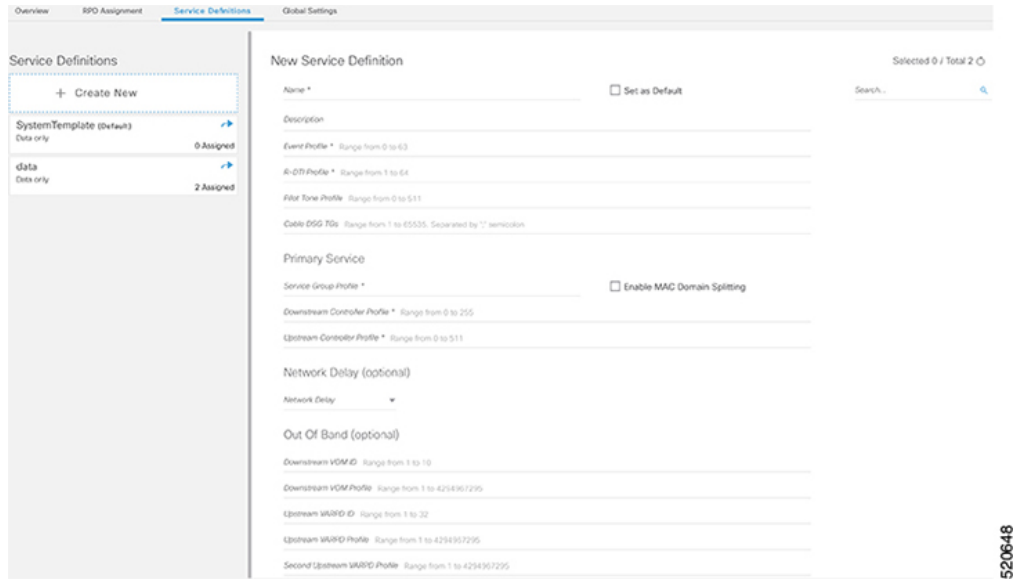 Overview RPD Assignment Service Definitions Global Settings
Service Definitions
+ Create New
SystemTemplate (Default)
Data only
0 Assigned
data
Data only
2 Assigned
New Service Definition
Selected 0 / Total 2
Name * Set as Default Search...
Description
Event Profile * Range from 0 to 63
R-DTI Profile * Range from 1 to 64
Pilot Tone Profile Range from 0 to 511
Cable DSG TGs Range from 1 to 65535, Separated by ";" semicolon
Primary Service
Service Group Profile * Enable MAC Domain Splitting
Downstream Controller Profile * Range from 0 to 255
Upstream Controller Profile * Range from 0 to 511
Network Delay (optional)
Network Delay
Out Of Band (optional)
Downstream VOM ID Range from 1 to 10
Downstream VOM Profile Range from 1 to 4294967295
Upstream VARPD ID Range from 1 to 32
Upstream VARPD Profile Range from 1 to 4294967295
Second Upstream VARPD Profile Range from 1 to 4294967295
520648